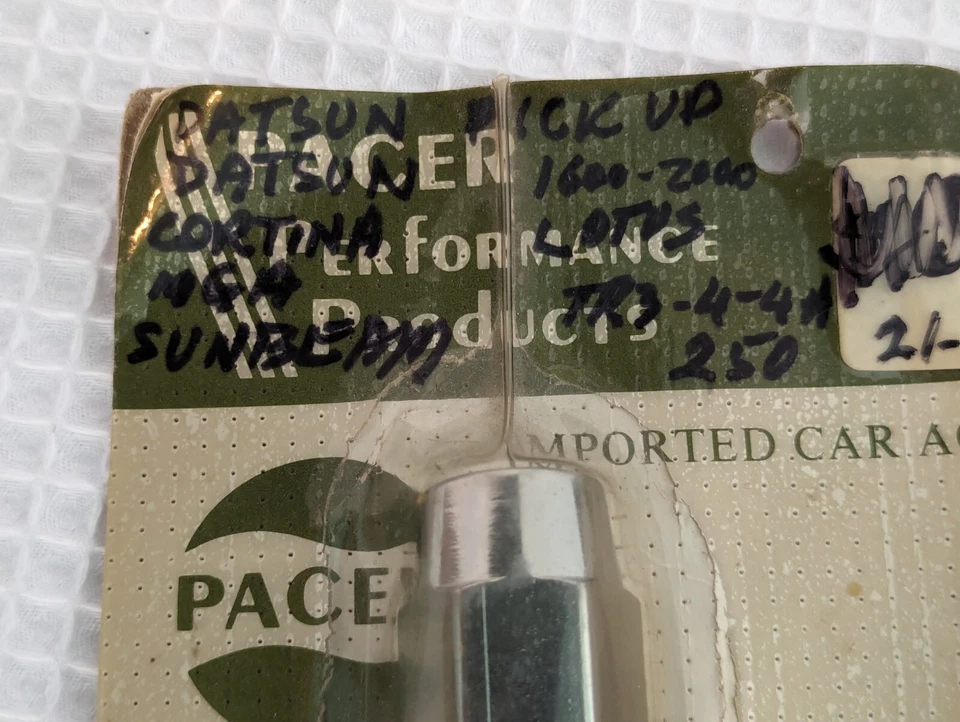 DATSUN PICK UP
DATSUN 1600-2000
CORTINA LOTUS
MGA TR3-4-4A
SUNBEAM 250
PACER
PERFORMANCE
Products
2/-
IMPORTED CAR AC
PACE